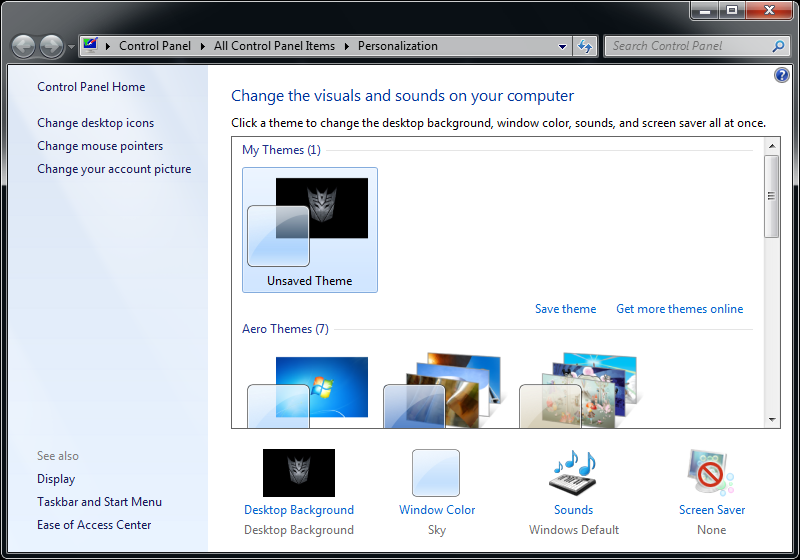 Control Panel All Control Panel Items Personalization
Search Control Panel
Control Panel Home
Change desktop icons
Change mouse pointers
Change your account picture
See also
Display
Taskbar and Start Menu
Ease of Access Center
Change the visuals and sounds on your computer
Click a theme to change the desktop background, window color, sounds, and screen saver all at once.
My Themes (1)
Unsaved Theme
Save theme Get more themes online
Aero Themes (7)
Desktop Background Window Color Sounds Screen Saver
Desktop Background Sky Windows Default None